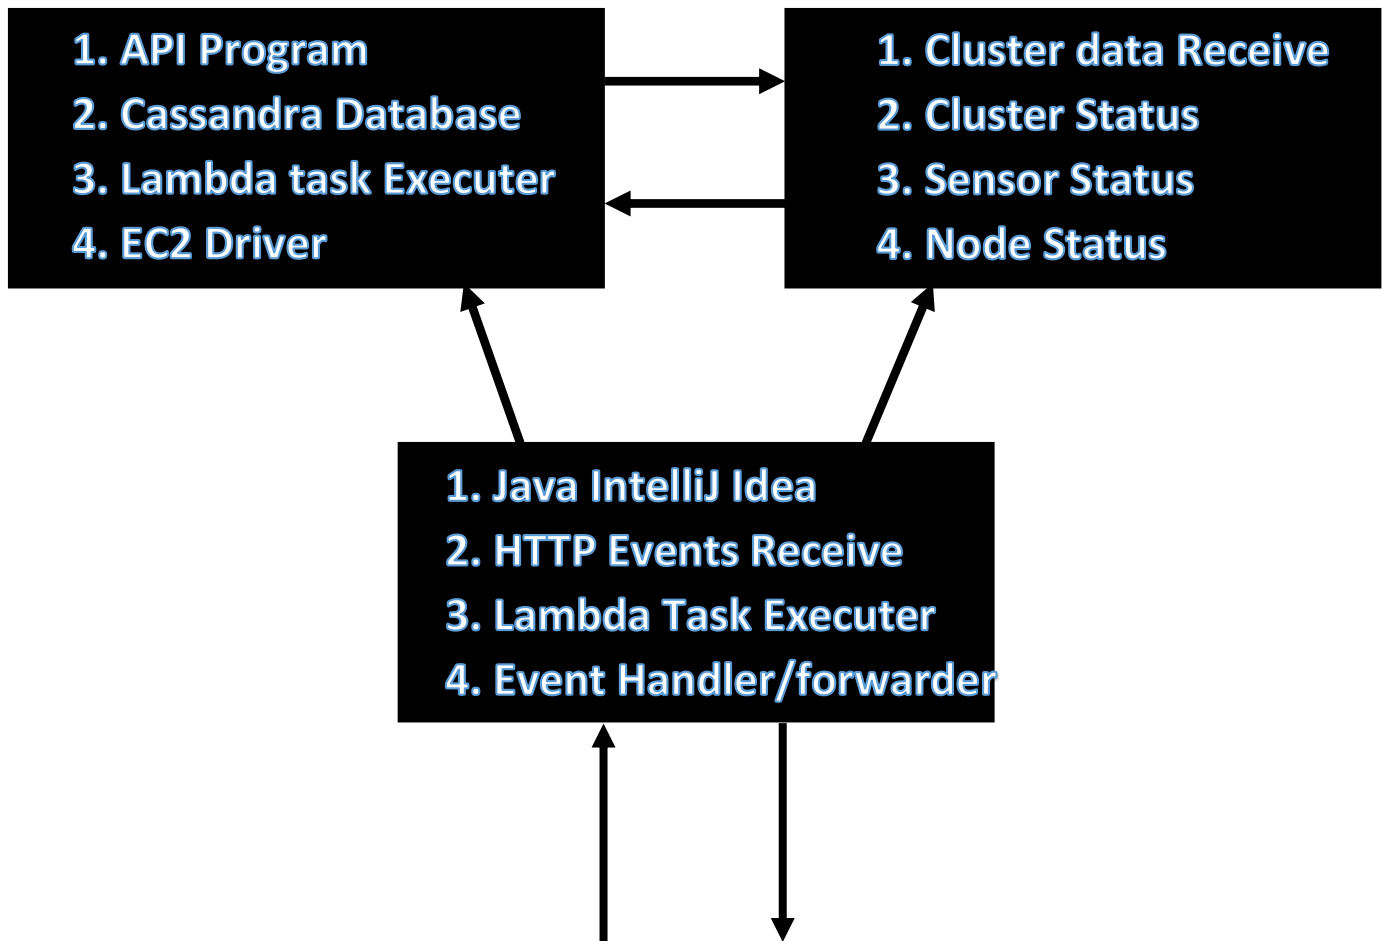 1. API Program
2. Cassandra Database
3. Lambda task Executer
4. EC2 Driver
1. Cluster data Receive
2. Cluster Status
3. Sensor Status
4. Node Status
1. Java IntelliJ Idea
2. HTTP Events Receive
3. Lambda Task Executer
4. Event Handler/forwarder